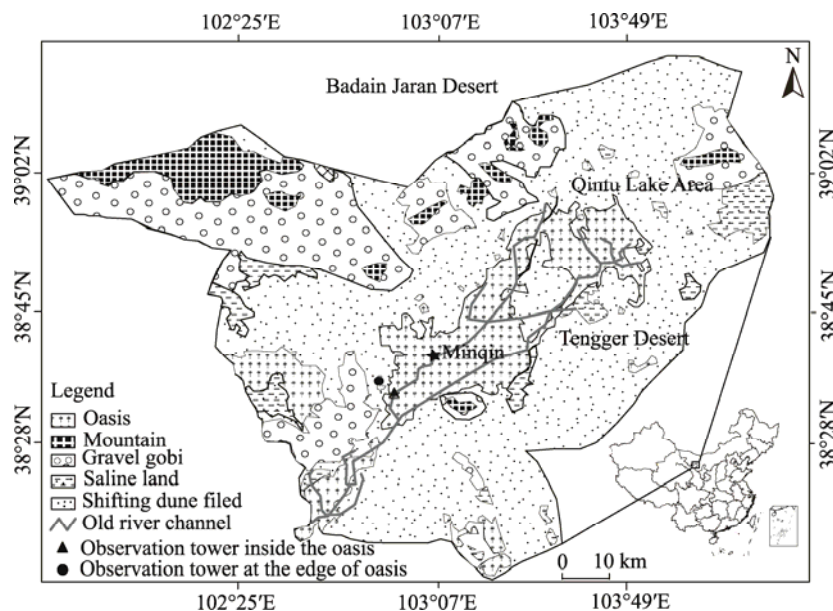 102°25′E
103°07′E
103°49′E
N
Badain Jaran Desert
39°02′N
39°02′N
Qintu Lake Area
38°45′N
38°45′N
Tengger Desert
Minqin
38°28′N
38°28′N
Legend
Oasis
Mountain
Gravel gobi
Saline land
Shifting dune filed
Old river channel
Observation tower inside the oasis
Observation tower at the edge of oasis
0 10 km
102°25′E
103°07′E
103°49′E